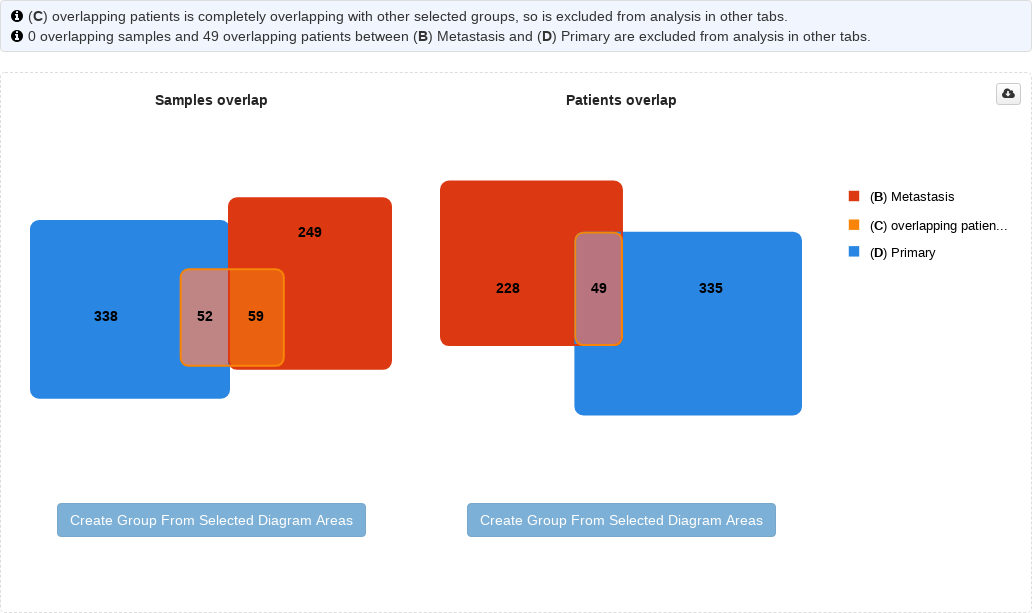 (C) overlapping patients is completely overlapping with other selected groups, so is excluded from analysis in other tabs.
0 overlapping samples and 49 overlapping patients between (B) Metastasis and (D) Primary are excluded from analysis in other tabs.
Samples overlap
Patients overlap
(B) Metastasis
(C) overlapping patien...
(D) Primary
249
338
52
59
228
49
335
Create Group From Selected Diagram Areas
Create Group From Selected Diagram Areas